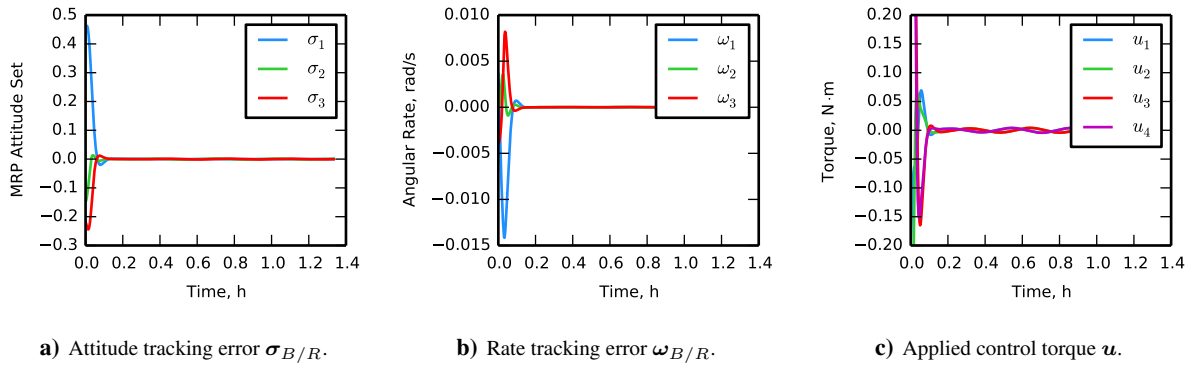 MRP Attitude Set
0.5
0.4
0.3
0.2
0.1
0.0
−0.1
−0.2
−0.3
0.0 0.2 0.4 0.6 0.8 1.0 1.2 1.4
Time, h
σ1
σ2
σ3
a) Attitude tracking error σB/R.
Angular Rate, rad/s
0.010
0.005
0.000
−0.005
−0.010
−0.015
0.0 0.2 0.4 0.6 0.8 1.0 1.2 1.4
Time, h
ω1
ω2
ω3
b) Rate tracking error ωB/R.
Torque, N·m
0.20
0.15
0.10
0.05
0.00
−0.05
−0.10
−0.15
−0.20
0.0 0.2 0.4 0.6 0.8 1.0 1.2 1.4
Time, h
u1
u2
u3
u4
c) Applied control torque u.